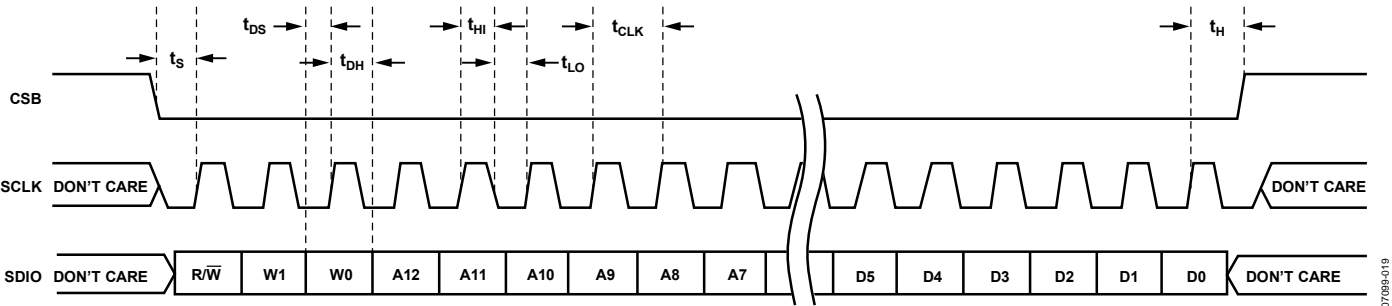 tDS tHI tCLK tH
tS tDH tLO
CSB
SCLK DON'T CARE DON'T CARE
SDIO DON'T CARE R/W̅ W1 W0 A12 A11 A10 A9 A8 A7 D5 D4 D3 D2 D1 D0 DON'T CARE
07099-019